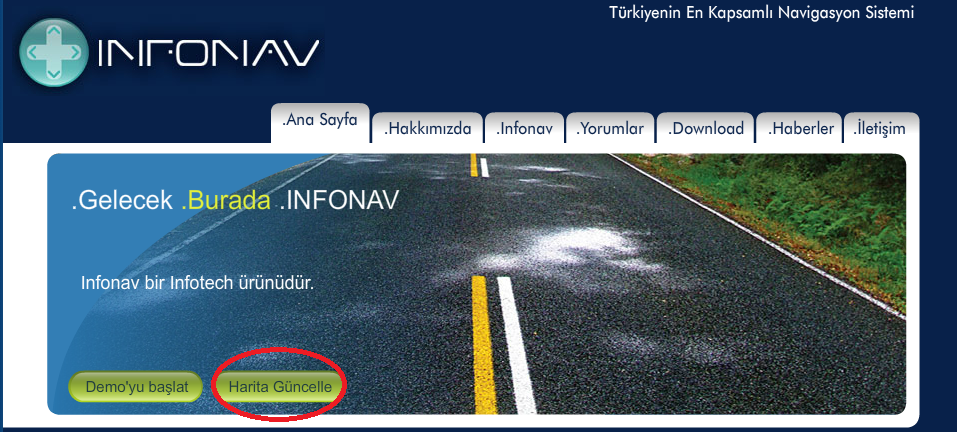 Türkiyenin En Kapsamlı Navigasyon Sistemi
INFONAV
.Ana Sayfa .Hakkımızda .Infonav .Yorumlar .Download .Haberler .İletişim
.Gelecek .Burada .INFONAV
Infonav bir Infotech ürünüdür.
Demo'yu başlat Harita Güncelle